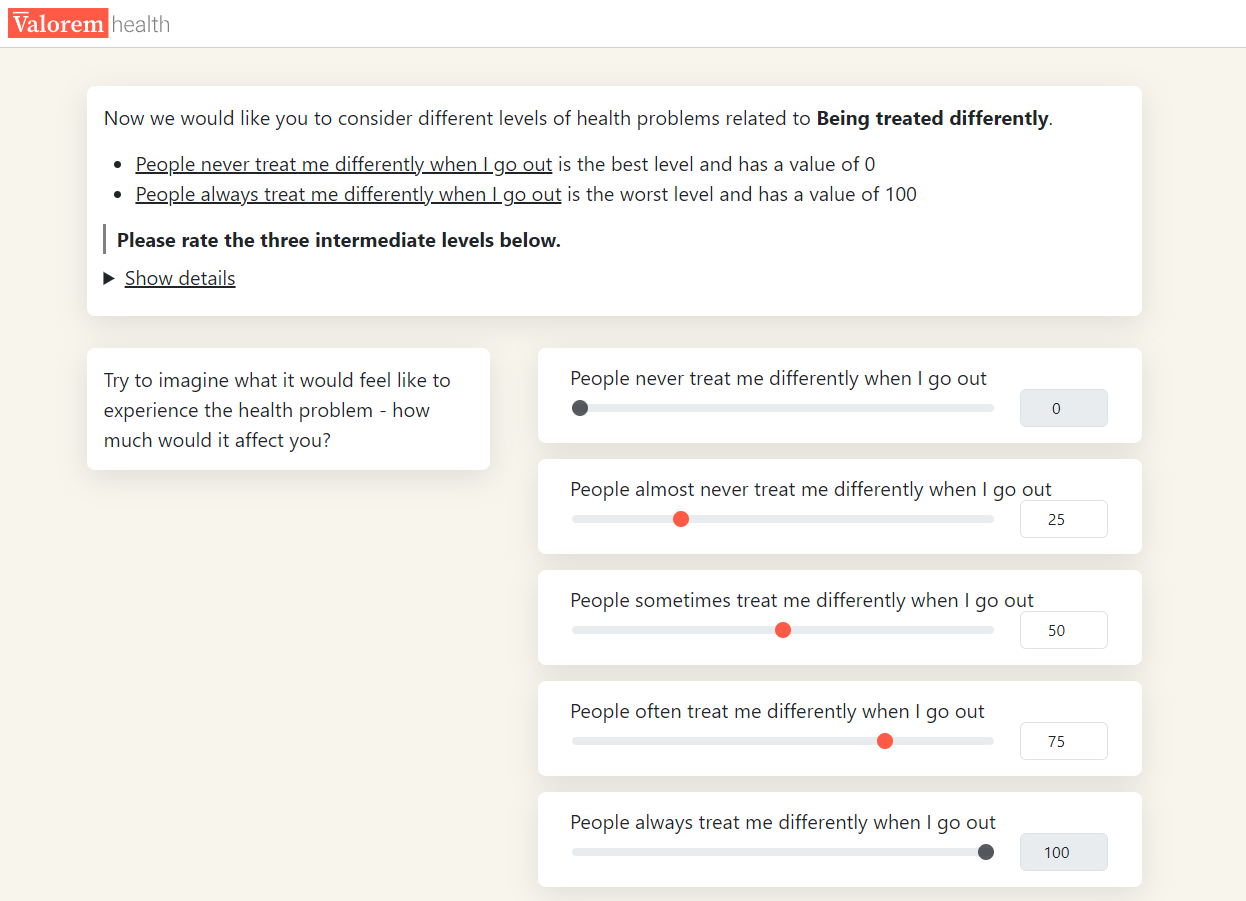 Valorem health
Now we would like you to consider different levels of health problems related to Being treated differently.
People never treat me differently when I go out is the best level and has a value of 0
People always treat me differently when I go out is the worst level and has a value of 100
Please rate the three intermediate levels below.
Show details
Try to imagine what it would feel like to
experience the health problem - how
much would it affect you?
People never treat me differently when I go out
0
People almost never treat me differently when I go out
25
People sometimes treat me differently when I go out
50
People often treat me differently when I go out
75
People always treat me differently when I go out
100